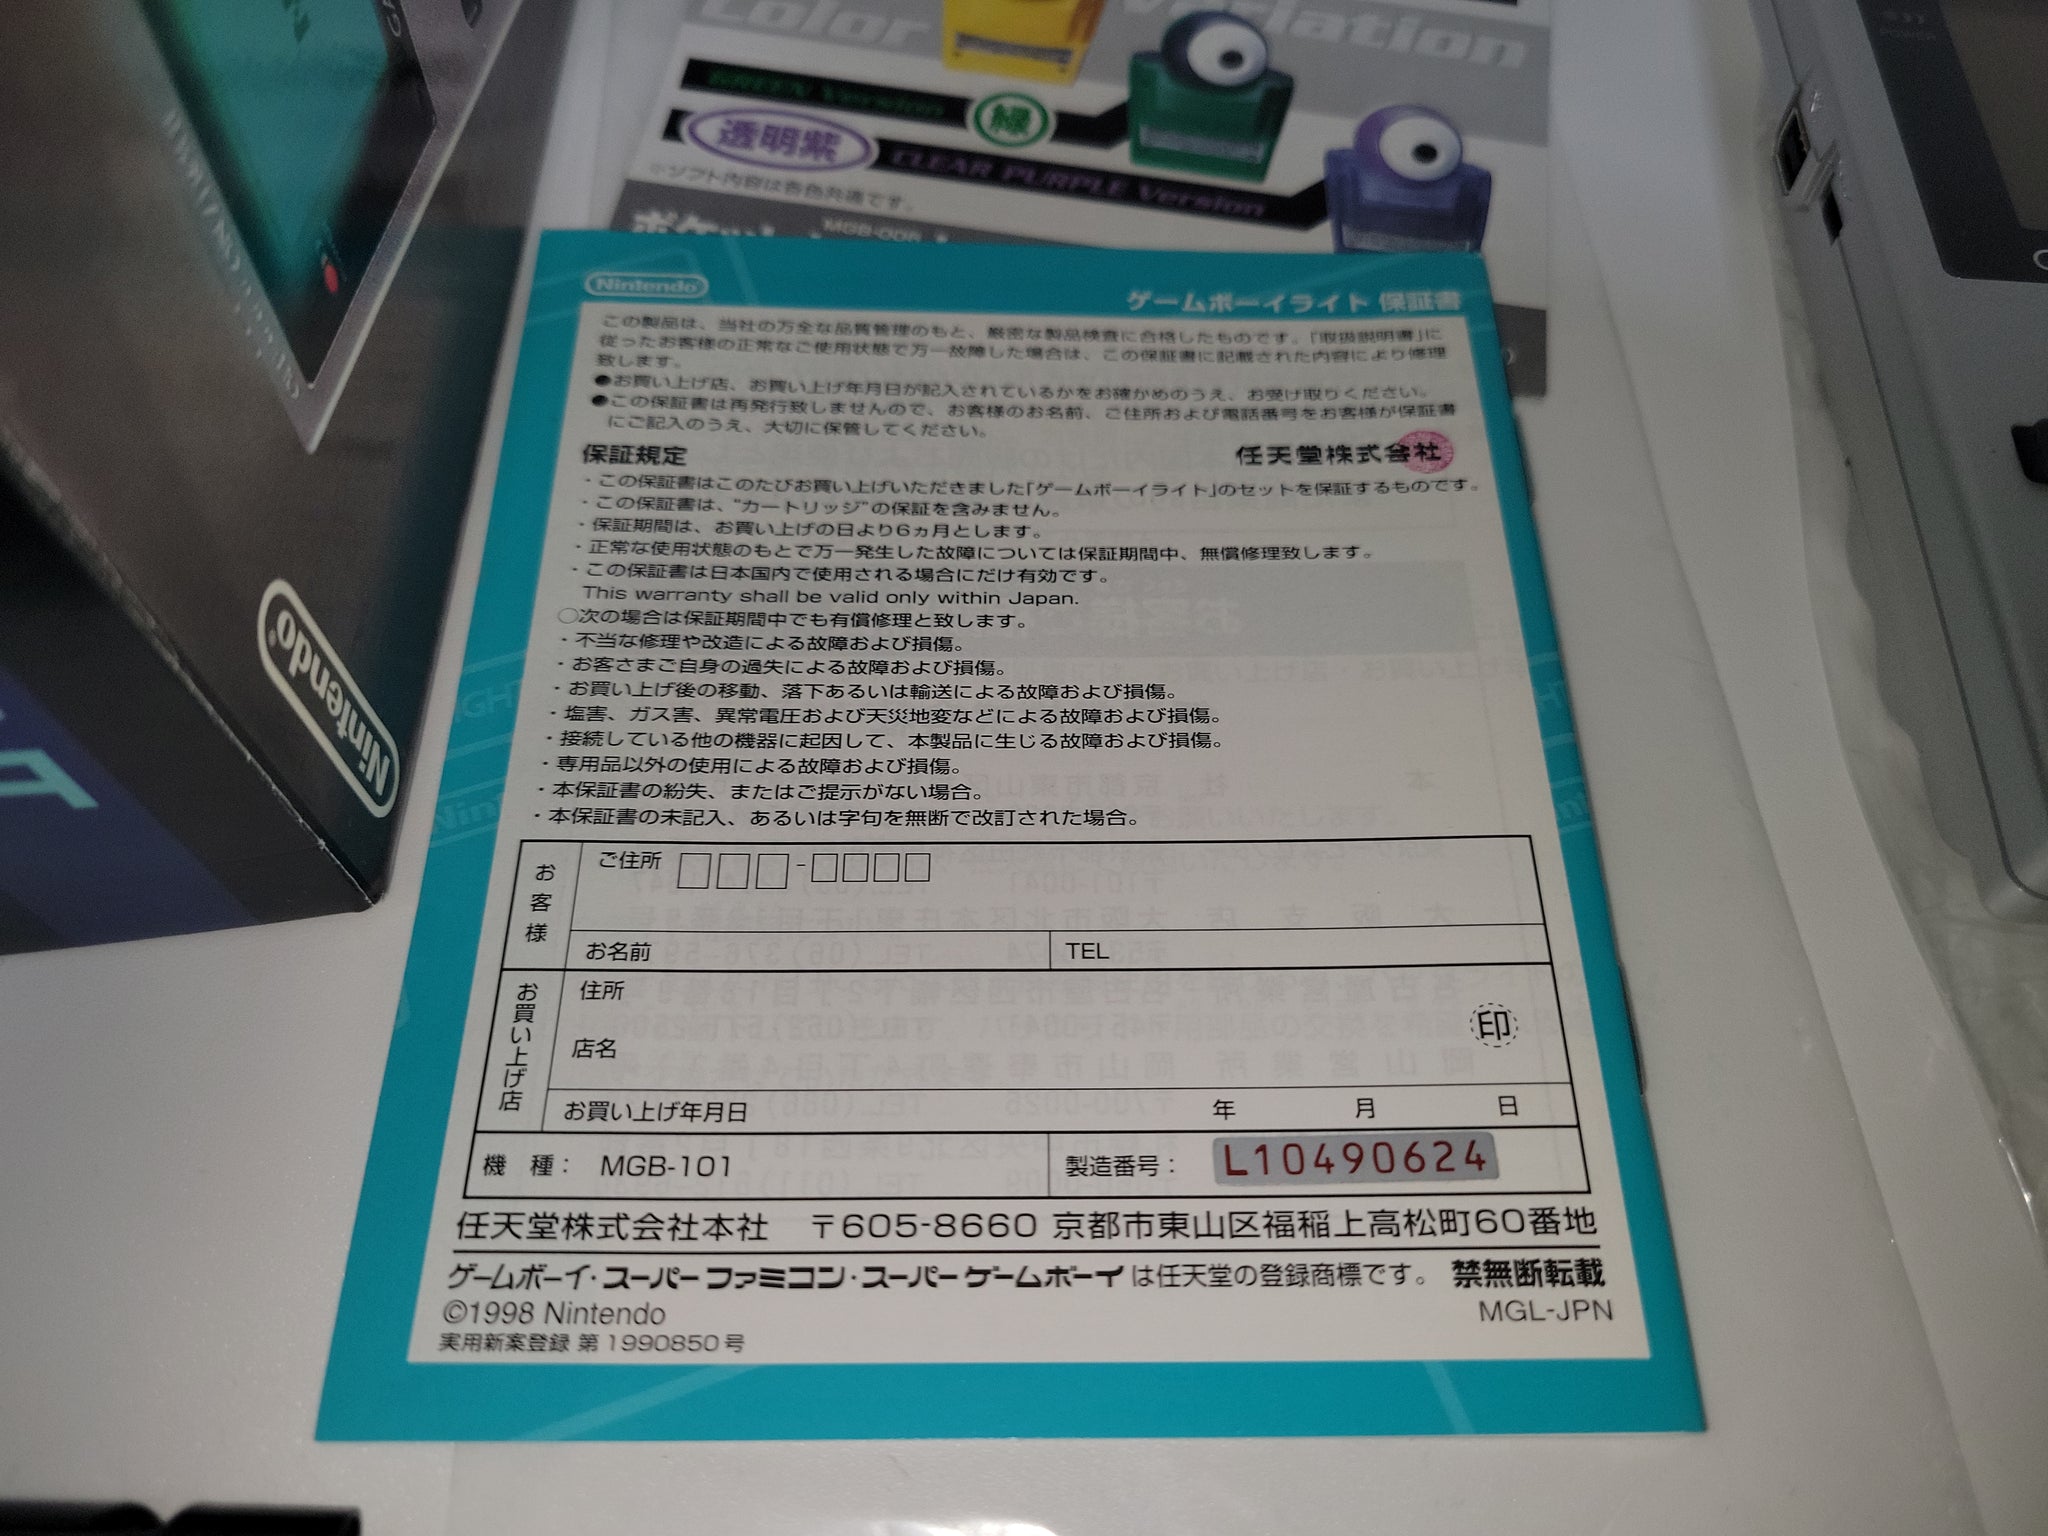 Color Variation
GREEN Version 緑
透明紫 CLEAR PURPLE Version
※ソフト内容は各色共通です。
Nintendo
Nintendo
ゲームボーイライト 保証書
この製品は、当社の万全な品質管理のもと、厳密な製品検査に合格したものです。「取扱説明書」に
従ったお客様の正常なご使用状態で万一故障した場合は、この保証書に記載された内容により修理
致します。
●お買い上げ店、お買い上げ年月日が記入されているかをお確かめのうえ、お受け取りください。
●この保証書は再発行致しませんので、お客様のお名前、ご住所および電話番号をお客様が保証書
にご記入のうえ、大切に保管してください。
保証規定 任天堂株式会社
・この保証書はこのたびお買い上げいただきました「ゲームボーイライト」のセットを保証するものです。
・この保証書は、“カートリッジ”の保証を含みません。
・保証期間は、お買い上げの日より6ヵ月とします。
・正常な使用状態のもとで万一発生した故障については保証期間中、無償修理致します。
・この保証書は日本国内で使用される場合にだけ有効です。
This warranty shall be valid only within Japan.
○次の場合は保証期間中でも有償修理と致します。
・不当な修理や改造による故障および損傷。
・お客さまご自身の過失による故障および損傷。
・お買い上げ後の移動、落下あるいは輸送による故障および損傷。
・塩害、ガス害、異常電圧および天災地変などによる故障および損傷。
・接続している他の機器に起因して、本製品に生じる故障および損傷。
・専用品以外の使用による故障および損傷。
・本保証書の紛失、またはご提示がない場合。
・本保証書の未記入、あるいは字句を無断で改訂された場合。
お客様
ご住所 □□□-□□□□
お名前 TEL
お買い上げ店
住所
店名 印
お買い上げ年月日 年 月 日
機 種： MGB-101 製造番号： L10490624
任天堂株式会社本社 〒605-8660 京都市東山区福稲上高松町60番地
ゲームボーイ・スーパーファミコン・スーパーゲームボーイは任天堂の登録商標です。 禁無断転載
©1998 Nintendo MGL-JPN
実用新案登録 第1990850号